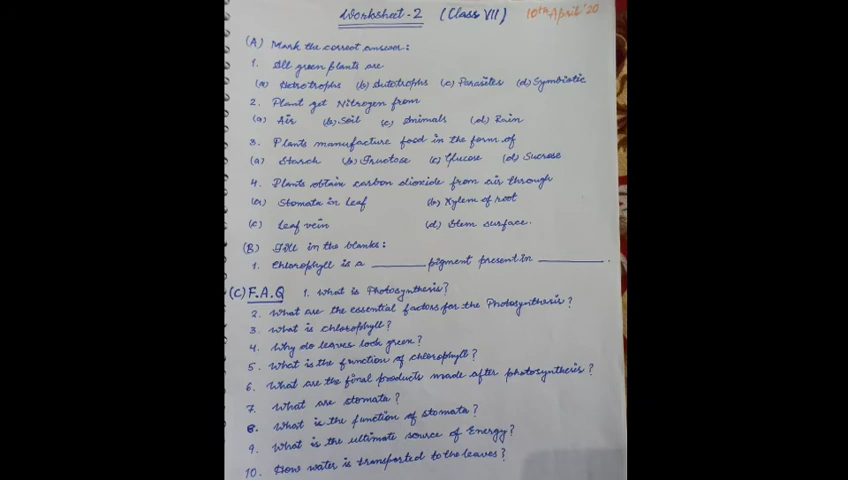 Worksheet-2 (Class VII) 10th April'20
(A) Mark the correct answer:
1. All green plants are
(a) Hetrotrophs (b) Autotrophs (c) Parasites (d) Symbiotic
2. Plant get Nitrogen from
(a) Air (b) Soil (c) Animals (d) Rain
3. Plants manufacture food in the form of
(a) Starch (b) Fructose (c) Glucose (d) Sucrose
4. Plants obtain carbon dioxide from air through
(a) Stomata in leaf (b) Xylem of root
(c) Leaf vein (d) Stem surface.
(B) Fill in the blanks:
1. Chlorophyll is a ________ pigment present in ________.
(C) F.A.Q 1. What is Photosynthesis?
2. What are the essential factors for the Photosynthesis?
3. What is chlorophyll?
4. Why do leaves look green?
5. What is the function of chlorophyll?
6. What are the final products made after photosynthesis?
7. What are stomata?
8. What is the function of stomata?
9. What is the ultimate source of Energy?
10. How water is transported to the leaves?